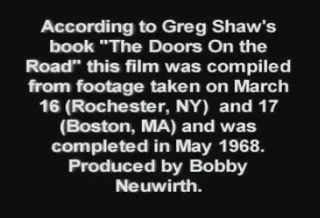 According to Greg Shaw's
book "The Doors On the
Road" this film was compiled
from footage taken on March
16 (Rochester, NY)  and 17
(Boston, MA) and was
completed in May 1968.
Produced by Bobby
Neuwirth.